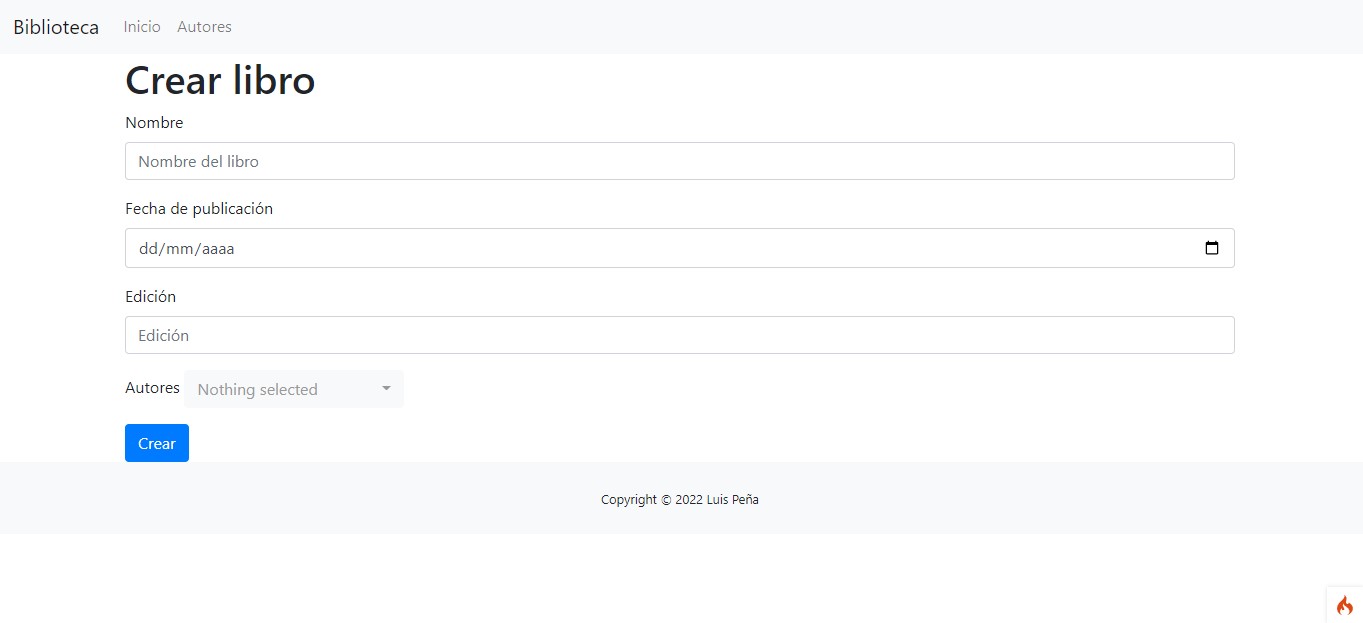 Biblioteca Inicio Autores
Crear libro
Nombre
Nombre del libro
Fecha de publicación
dd/mm/aaaa
Edición
Edición
Autores Nothing selected
Crear
Copyright © 2022 Luis Peña